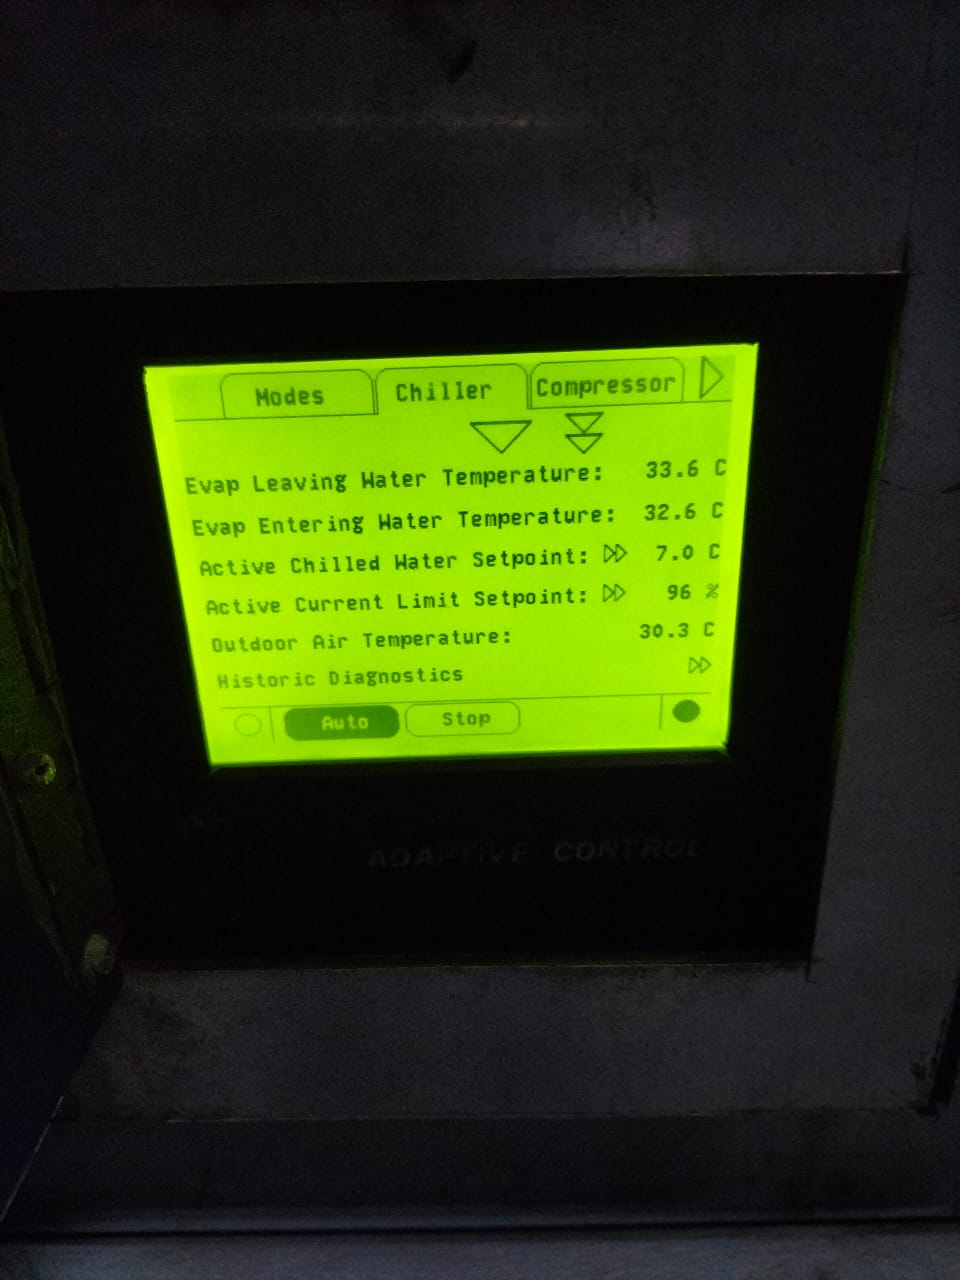 Modes Chiller Compressor
Evap Leaving Water Temperature: 33.6 C
Evap Entering Water Temperature: 32.6 C
Active Chilled Water Setpoint: 7.0 C
Active Current Limit Setpoint: 96 %
Outdoor Air Temperature: 30.3 C
Historic Diagnostics
Auto Stop
ADAPTIVE CONTROL